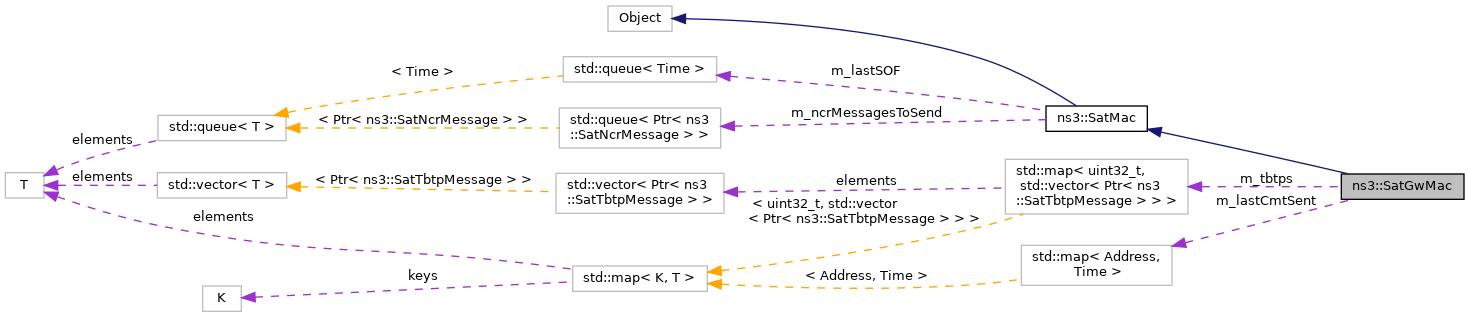 Object
std::queue< Time >
< Time >
m_lastSOF
std::queue< T >
< Ptr< ns3::SatNcrMessage > >
std::queue< Ptr< ns3
::SatNcrMessage > >
m_ncrMessagesToSend
ns3::SatMac
elements
T
elements
std::vector< T >
< Ptr< ns3::SatTbtpMessage > >
std::vector< Ptr< ns3
::SatTbtpMessage > >
elements
std::map< uint32_t,
std::vector< Ptr< ns3
::SatTbtpMessage > > >
m_tbtps
ns3::SatGwMac
m_lastCmtSent
< uint32_t, std::vector
< Ptr< ns3::SatTbtpMessage > > >
elements
std::map< Address,
Time >
< Address, Time >
std::map< K, T >
keys
K